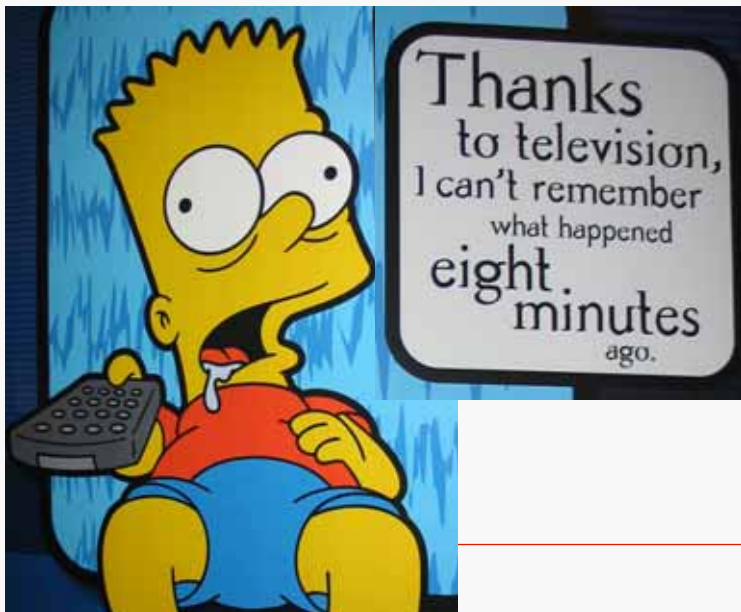 Thanks
to television,
I can't remember
what happened
eight
minutes
ago.